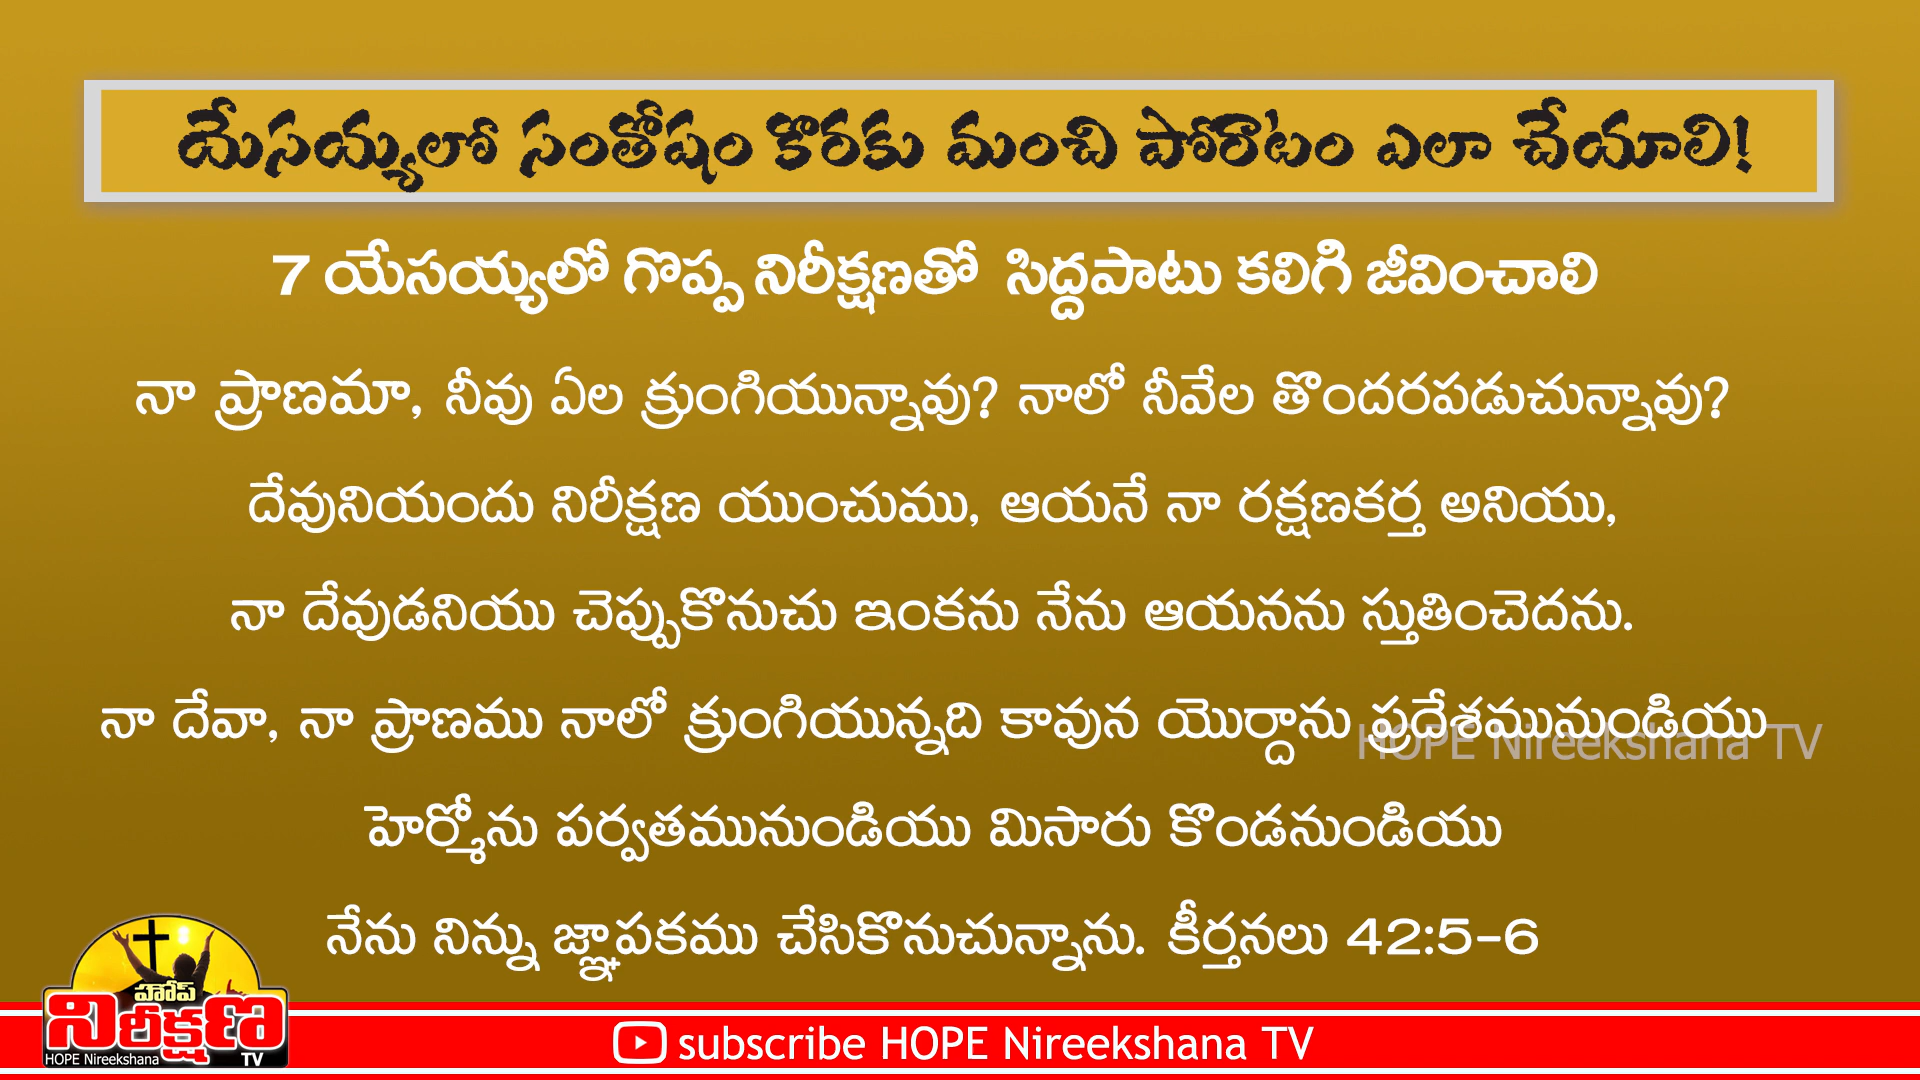 యేసయ్యలో సంతోషం కొరకు మంచి పోరాటం ఎలా చేయాలి!
7 యేసయ్యలో గొప్ప నిరీక్షణతో సిద్దపాటు కలిగి జీవించాలి
నా ప్రాణమా, నీవు ఏల క్రుంగియున్నావు? నాలో నీవేల తొందరపడుచున్నావు?
దేవునియందు నిరీక్షణ యుంచుము, ఆయనే నా రక్షణకర్త అనియు,
నా దేవుడనియు చెప్పుకొనుచు ఇంకను నేను ఆయనను స్తుతించెదను.
నా దేవా, నా ప్రాణము నాలో క్రుంగియున్నది కావున యొర్దాను ప్రదేశమునుండియు
HOPE Nireekshana TV
హెర్మోను పర్వతమునుండియు మిసారు కొండనుండియు
నేను నిన్ను జ్ఞాపకము చేసికొనుచున్నాను. కీర్తనలు 42:5-6
హోప్
నిరీక్షణ
HOPE Nireekshana TV
subscribe HOPE Nireekshana TV